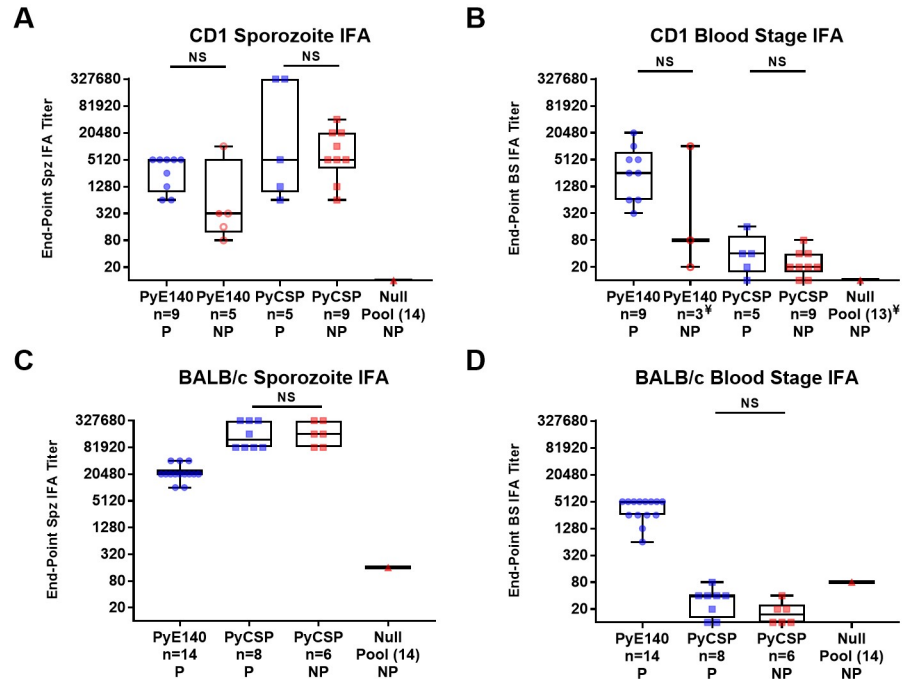 A
CD1 Sporozoite IFA
NS
NS
End-Point Spz IFA Titer
327680
81920
20480
5120
1280
320
80
20
PyE140 PyE140 PyCSP PyCSP Null
n=9 n=5 n=5 n=9 Pool (14)
P NP P NP NP
B
CD1 Blood Stage IFA
NS
NS
End-Point BS IFA Titer
327680
81920
20480
5120
1280
320
80
20
PyE140 PyE140 PyCSP PyCSP Null
n=9 n=3¥ n=5 n=9 Pool (13)¥
P NP P NP NP
C
BALB/c Sporozoite IFA
NS
End-Point Spz IFA Titer
327680
81920
20480
5120
1280
320
80
20
PyE140 PyCSP PyCSP Null
n=14 n=8 n=6 Pool (14)
P P NP NP
D
BALB/c Blood Stage IFA
NS
End-Point BS IFA Titer
327680
81920
20480
5120
1280
320
80
20
PyE140 PyCSP PyCSP Null
n=14 n=8 n=6 Pool (14)
P P NP NP